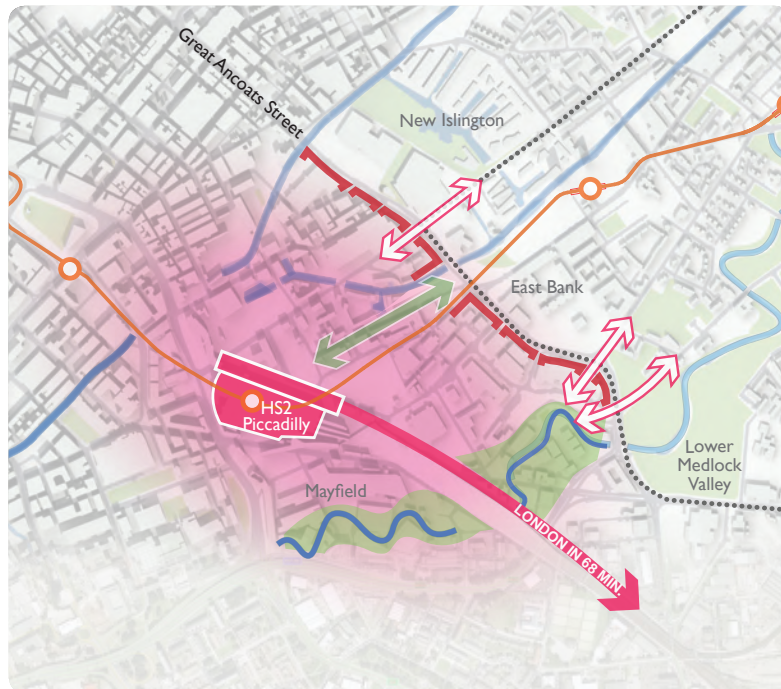 Great Ancoats Street
New Islington
East Bank
HS2
Piccadilly
Mayfield
Lower
Medlock
Valley
LONDON IN 68 MIN.